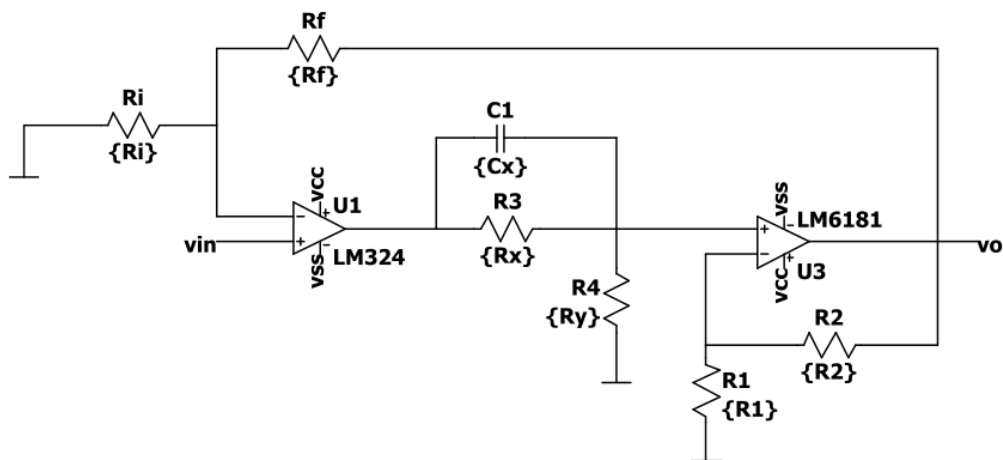 Rf
{Rf}
Ri
{Ri}
C1
{Cx}
vcc
U1
vin
vss
LM324
R3
{Rx}
R4
{Ry}
vss
LM6181
vo
vcc
U3
R2
{R2}
R1
{R1}